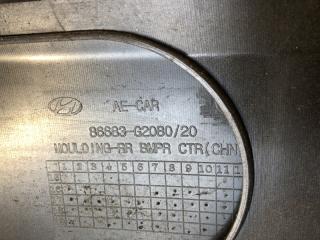 AE-CAR
86683-G2080/20
MOULDING-RR BMPR CTR(CHN
1 2 3 4 5 6 7 8 9 10 11 1